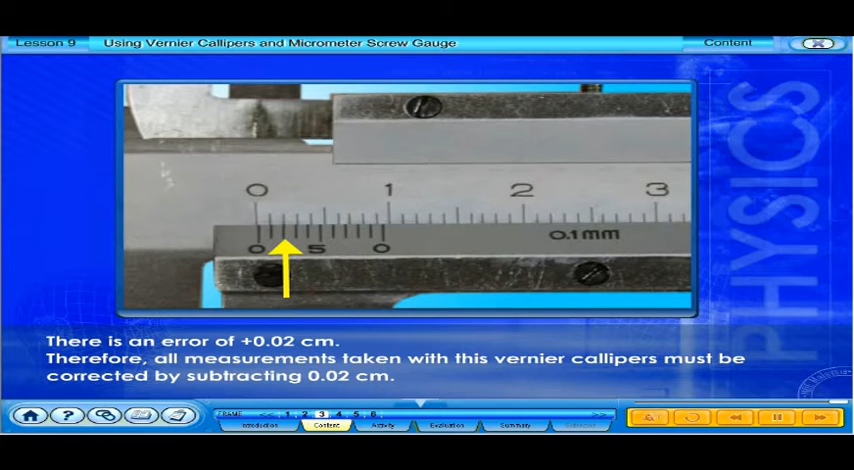 Lesson 9 Using Vernier Callipers and Micrometer Screw Gauge Content
PHYSICS
0 1 2 3
0 5 0 0.1mm
There is an error of +0.02 cm.
Therefore, all measurements taken with this vernier callipers must be
corrected by subtracting 0.02 cm.
FRAME << 1 2 3 4 5 6 >>
Introduction Content Activity Evaluation Summary